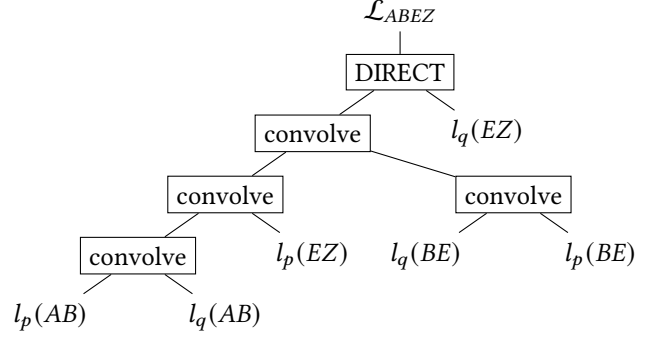 ℒ_ABEZ
DIRECT
convolve
l_q(EZ)
convolve
convolve
convolve
l_p(EZ)
l_q(BE)
l_p(BE)
l_p(AB)
l_q(AB)